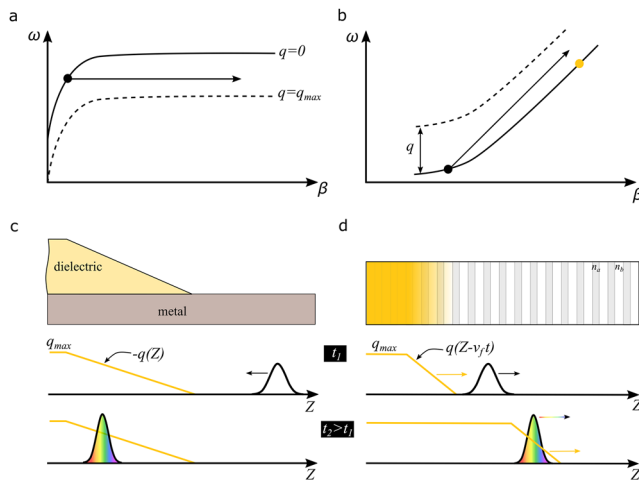 a
ω
q=0
q=q_max
β
b
ω
q
β
c
dielectric
metal
q_max
-q(Z)
Z
Z
t_1
t_2>t_1
d
n_a
n_b
q_max
q(Z-v_f t)
Z
Z